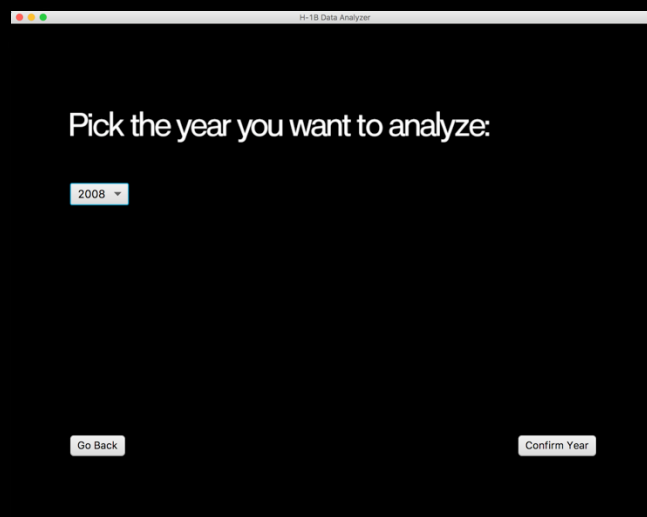 H-1B Data Analyzer
Pick the year you want to analyze:
2008
Go Back
Confirm Year